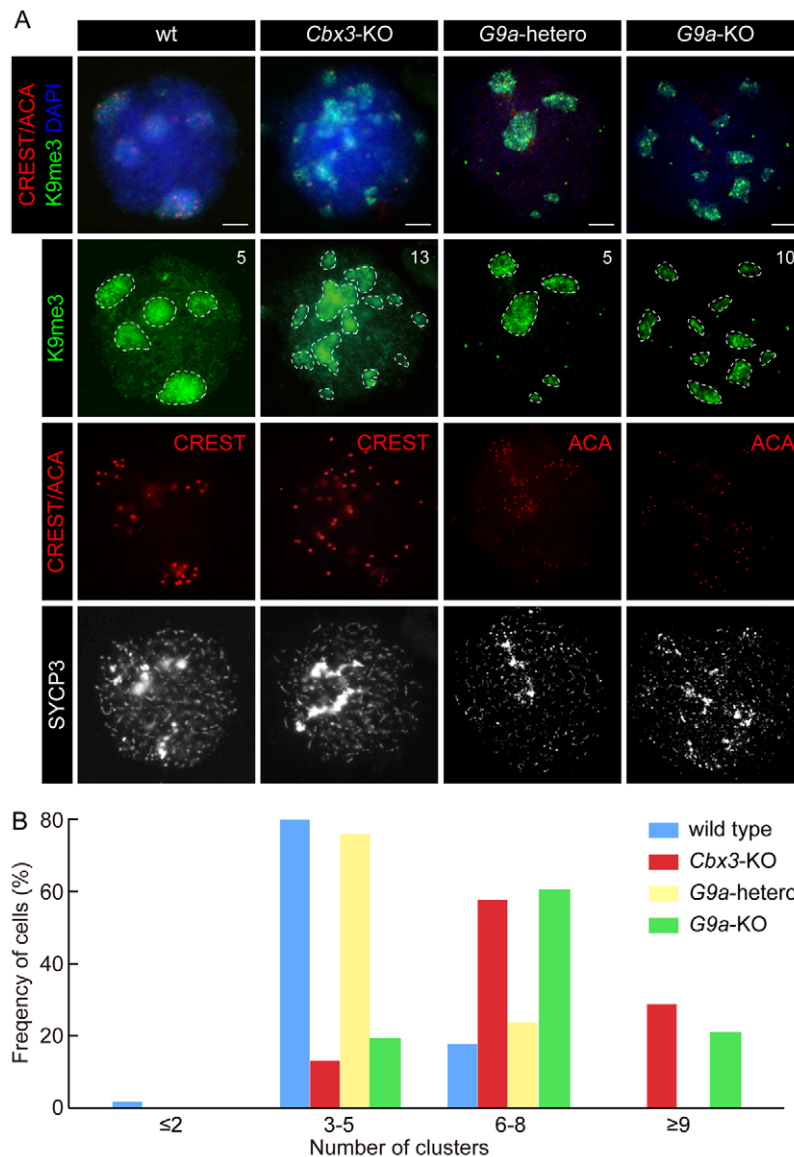 A
wt
Cbx3-KO
G9a-hetero
G9a-KO
CREST/ACA
K9me3 DAPI
K9me3
5
13
5
10
CREST/ACA
CREST
CREST
ACA
ACA
SYCP3
B
Freqency of cells (%)
80
60
40
20
0
wild type
Cbx3-KO
G9a-hetero
G9a-KO
≤2
3-5
6-8
≥9
Number of clusters